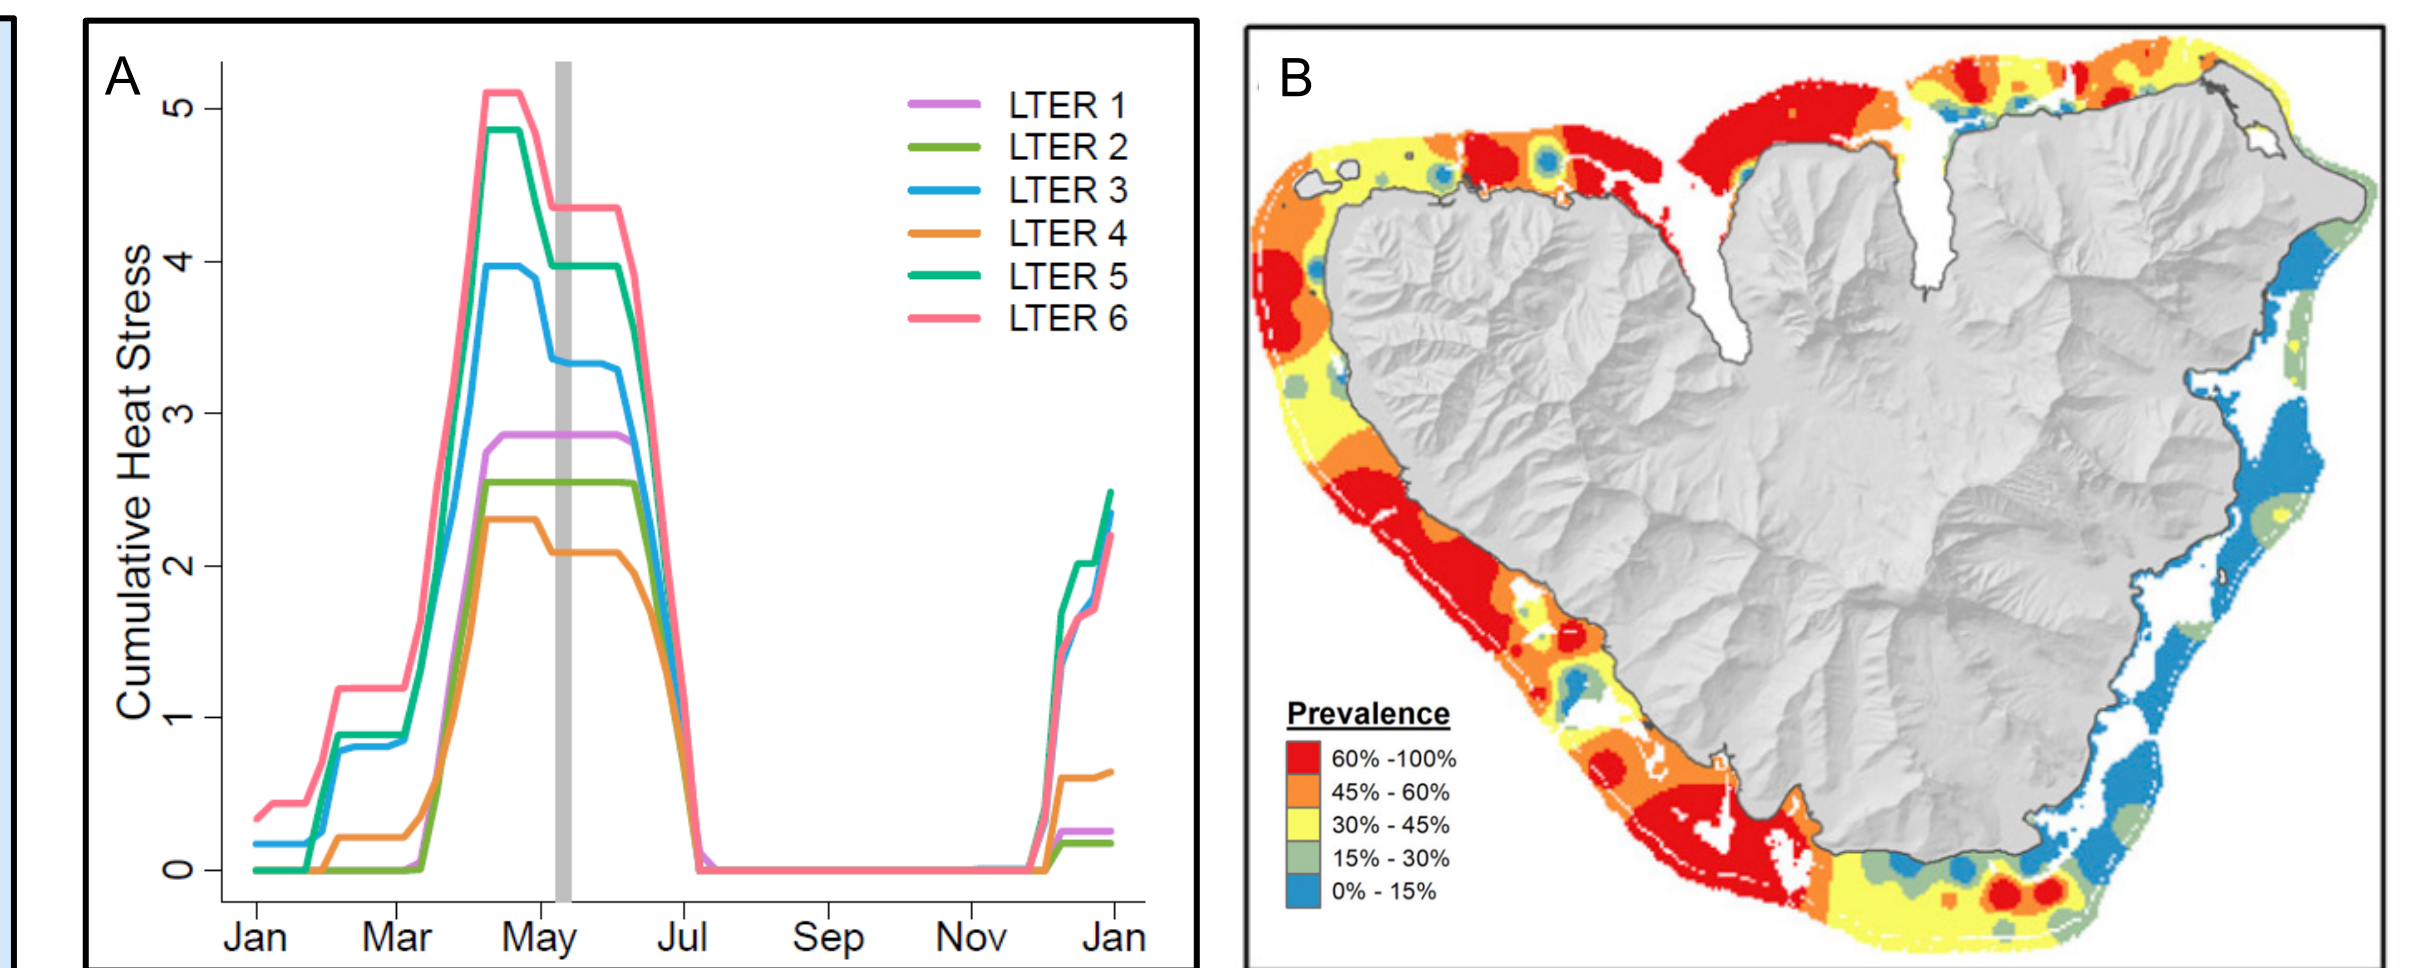 A
Cumulative Heat Stress
5
4
3
2
1
0
Jan Mar May Jul Sep Nov Jan
LTER 1
LTER 2
LTER 3
LTER 4
LTER 5
LTER 6
B
Prevalence
60% -100%
45% - 60%
30% - 45%
15% - 30%
0% - 15%